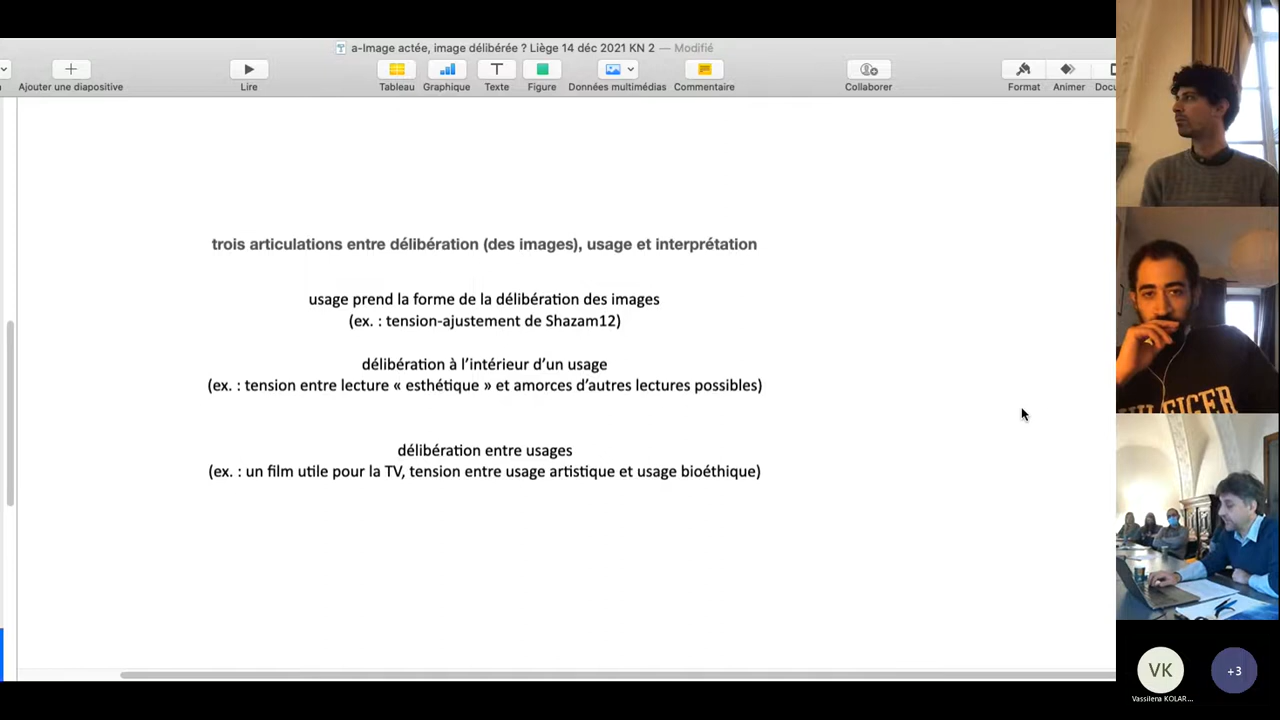 a-Image actée, image délibérée ? Liège 14 déc 2021 KN 2 — Modifié
Ajouter une diapositive
Lire
Tableau
Graphique
Texte
Figure
Données multimédias
Commentaire
Collaborer
Format
Animer
Docu
trois articulations entre délibération (des images), usage et interprétation
usage prend la forme de la délibération des images
(ex. : tension-ajustement de Shazam12)
délibération à l'intérieur d'un usage
(ex. : tension entre lecture « esthétique » et amorces d'autres lectures possibles)
délibération entre usages
(ex. : un film utile pour la TV, tension entre usage artistique et usage bioéthique)
VK
+3
Vassilena KOLAR...